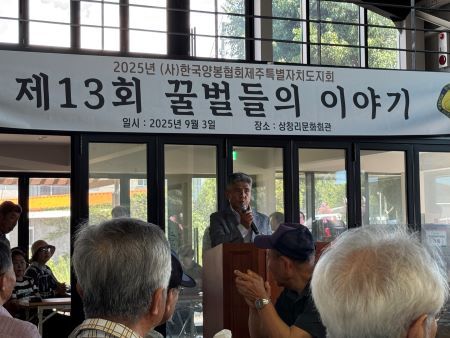 2025년 (사)한국양봉협회제주특별자치도지회
제13회 꿀벌들의 이야기
일시 : 2025년 9월 3일 장소 : 상창리문화회관